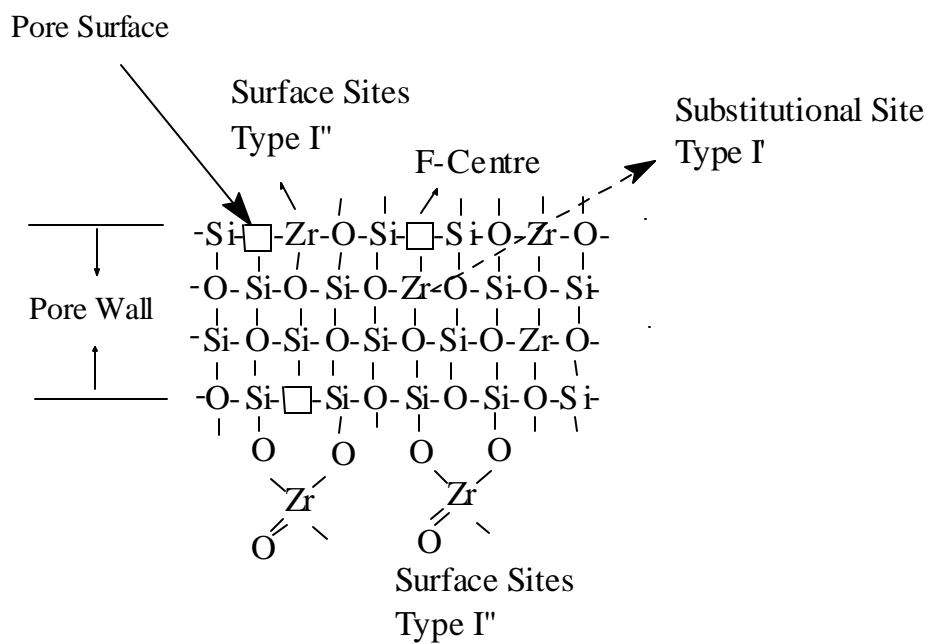 Pore Surface
Surface Sites
Type I"
Substitutional Site
Type I'
F-Centre
-Si-□-Zr-O-Si-□-Si-O-Zr-O-
-O-Si-O-Si-O-Zr-O-Si-O-Si-
Pore Wall
-Si-O-Si-O-Si-O-Si-O-Zr-O-
-O-Si-□-Si-O-Si-O-Si-O-Si-
O O O O
Zr Zr
O O
Surface Sites
Type I"